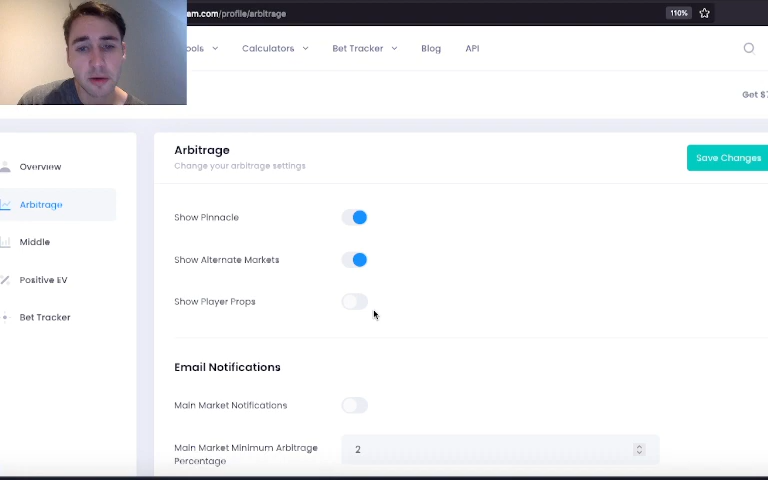 am.com/profile/arbitrage
110%
ools
Calculators
Bet Tracker
Blog
API
Get $
Overview
Arbitrage
Middle
Positive EV
Bet Tracker
Arbitrage
Change your arbitrage settings
Save Changes
Show Pinnacle
Show Alternate Markets
Show Player Props
Email Notifications
Main Market Notifications
Main Market Minimum Arbitrage
Percentage
2